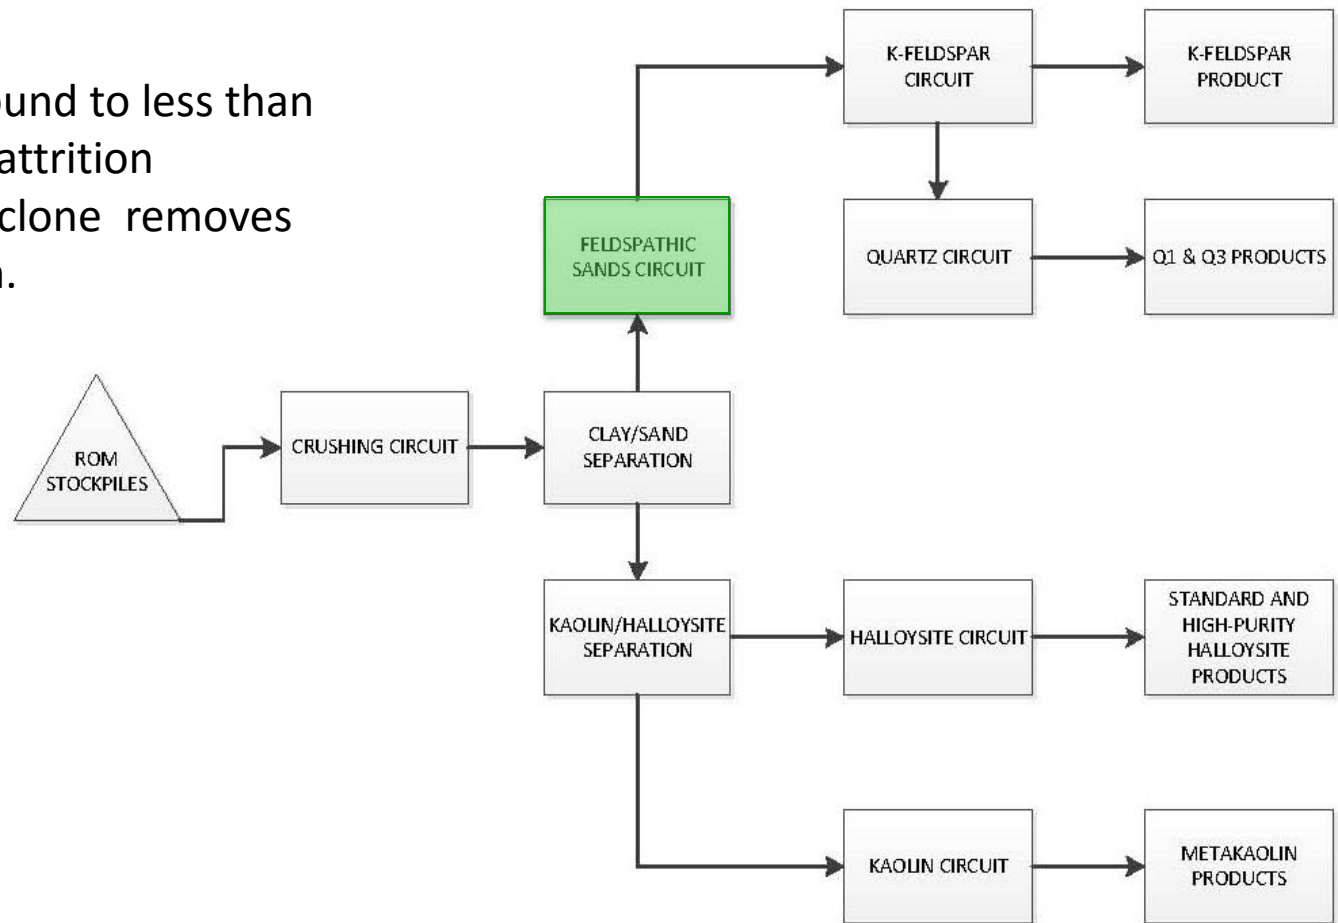 ound to less than
attrition
clone removes
.
K-FELDSPAR
CIRCUIT
K-FELDSPAR
PRODUCT
FELDSPATHIC
SANDS CIRCUIT
QUARTZ CIRCUIT
Q1 & Q3 PRODUCTS
ROM
STOCKPILES
CRUSHING CIRCUIT
CLAY/SAND
SEPARATION
KAOLIN/HALLOYSITE
SEPARATION
HALLOYSITE CIRCUIT
STANDARD AND
HIGH-PURITY
HALLOYSITE
PRODUCTS
KAOLIN CIRCUIT
METAKAOLIN
PRODUCTS